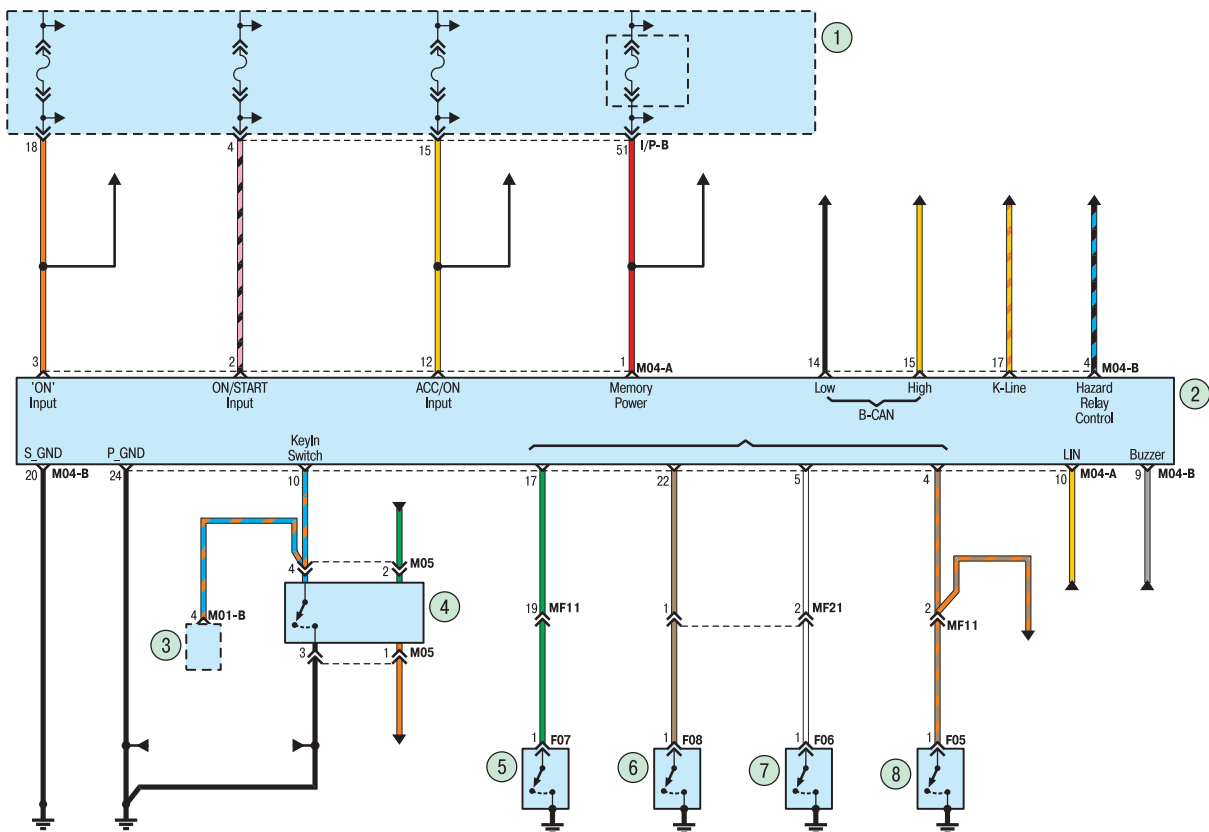 1
18
4
15
51
I/P-B
3
2
12
1
M04-A
14
15
17
4
M04-B
'ON'
Input
ON/START
Input
ACC/ON
Input
Memory
Power
Low
High
B-CAN
K-Line
Hazard
Relay
Control
2
S_GND
P_GND
KeyIn
Switch
LIN
Buzzer
20
M04-B
24
10
17
22
5
4
10
M04-A
9
M04-B
4
2
M05
4
19
MF11
1
2
MF21
2
MF11
4
M01-B
3
3
1
M05
1
F07
1
F08
1
F06
1
F05
5
6
7
8